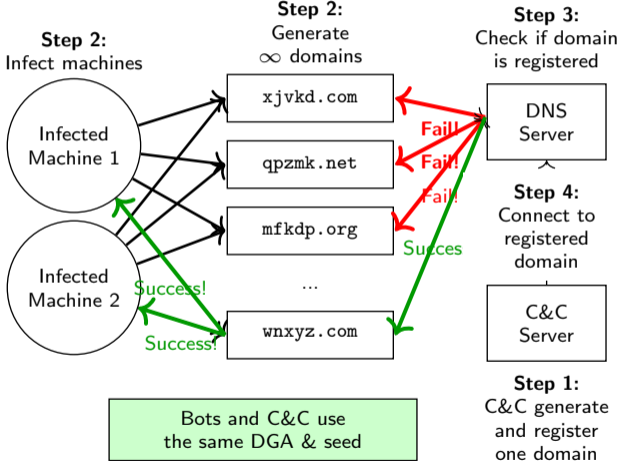 Step 2:
Infect machines
Step 2:
Generate
∞ domains
Step 3:
Check if domain
is registered
Infected
Machine 1
Infected
Machine 2
xjvkd.com
qpzmk.net
mfkdp.org
...
wnxyz.com
Fail!
Fail!
Fail!
Succes
Success!
Success!
DNS
Server
Step 4:
Connect to
registered
domain
C&C
Server
Step 1:
C&C generate
and register
one domain
Bots and C&C use
the same DGA & seed